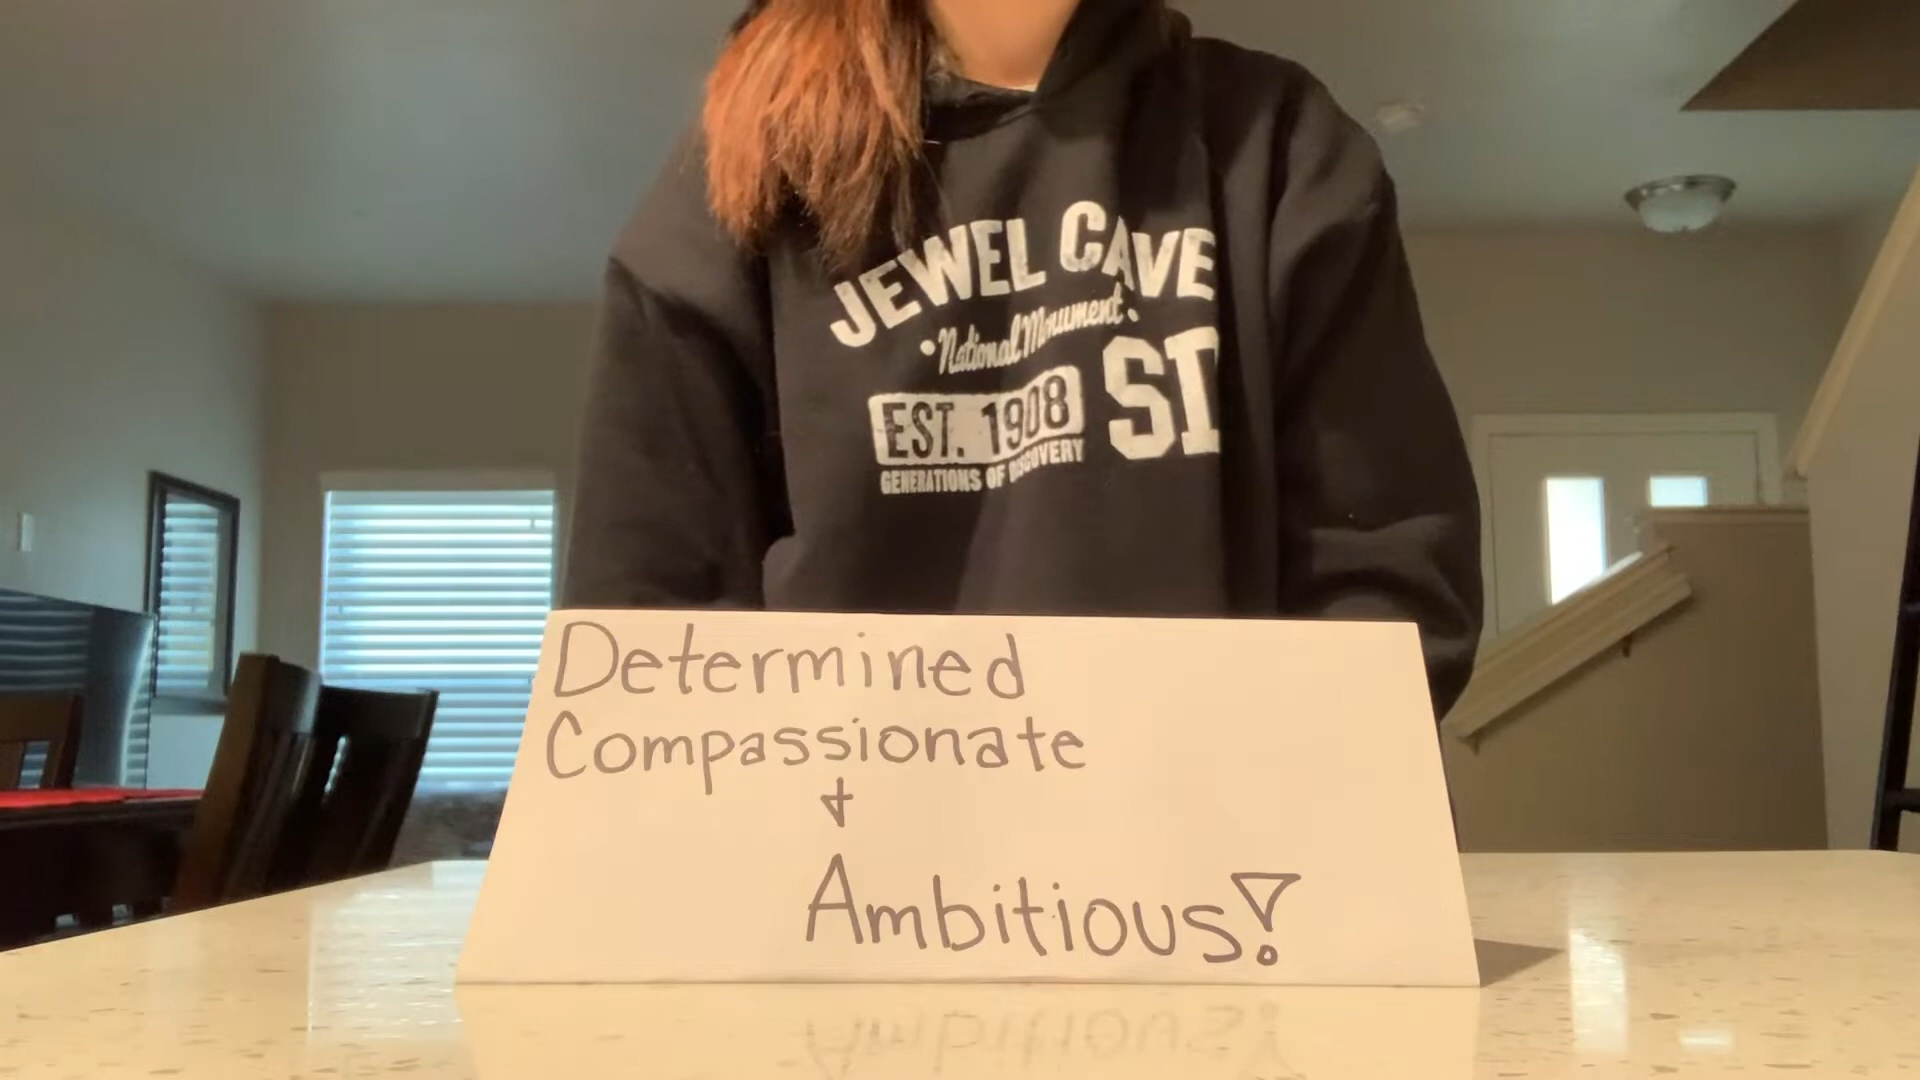 JEWEL CAVE
• National Monument •
EST. 1908
SD
GENERATIONS OF DISCOVERY
Determined
Compassionate
+
Ambitious!